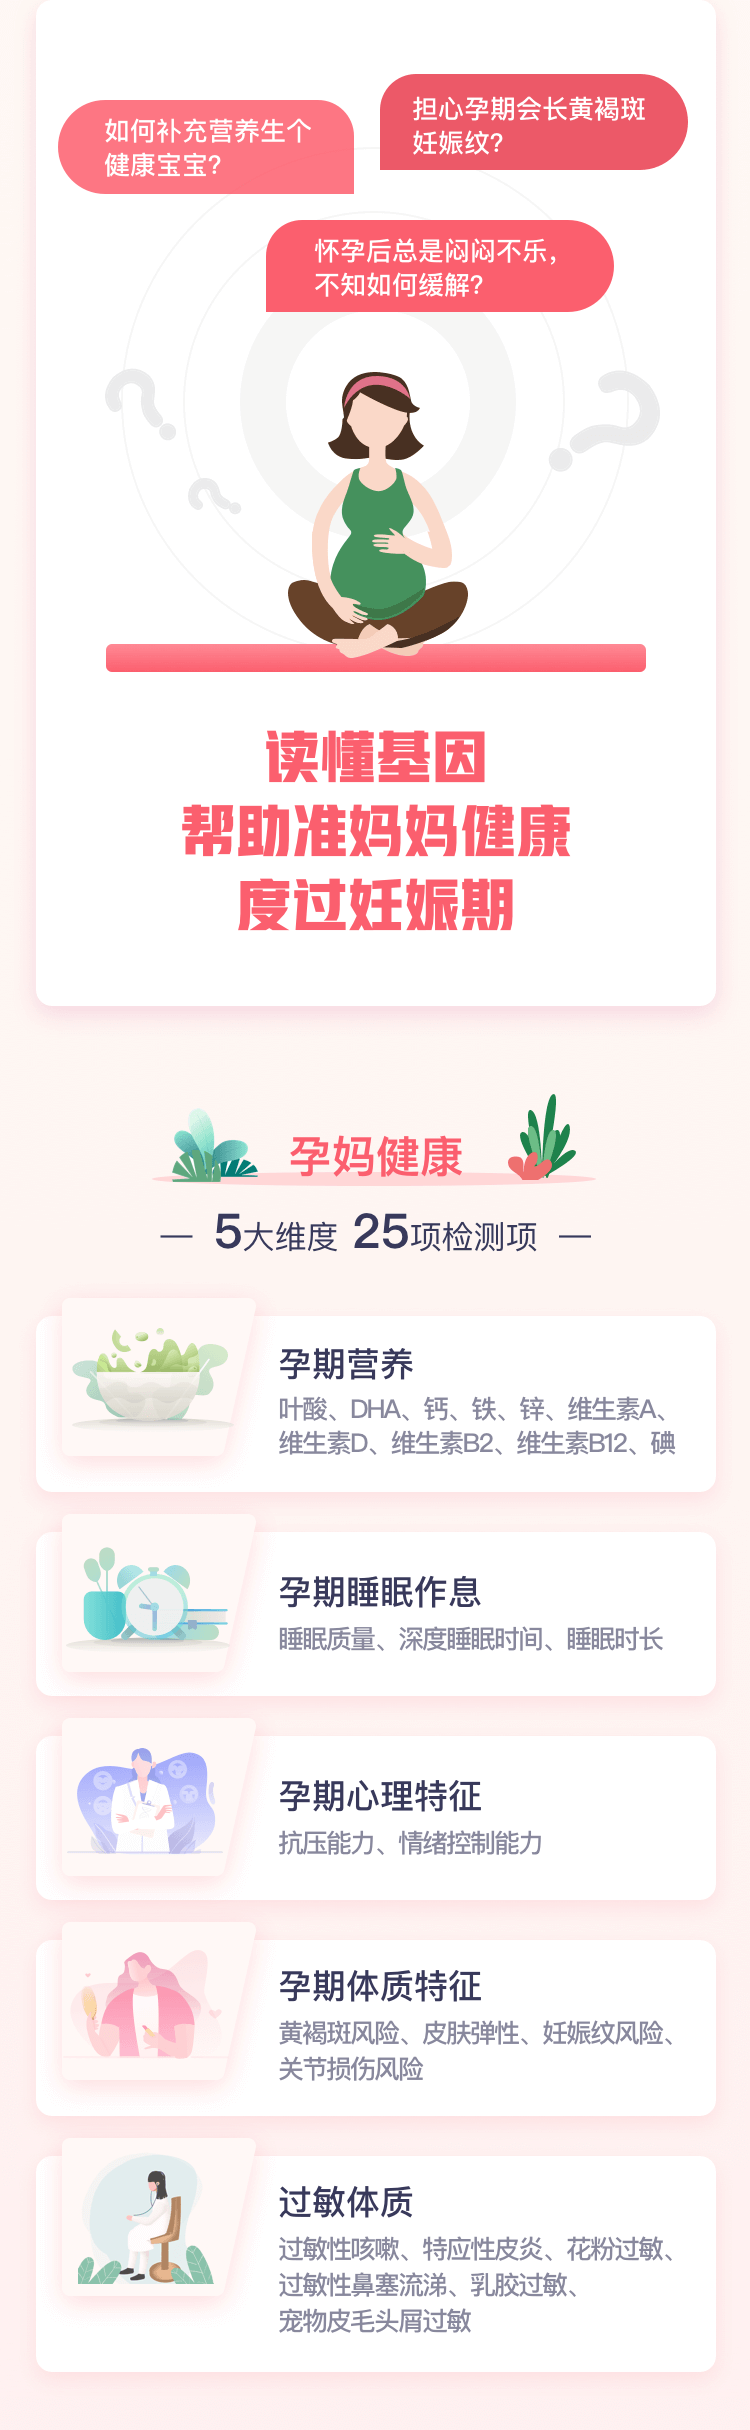 如何补充营养生个
健康宝宝?
担心孕期会长黄褐斑
妊娠纹?
怀孕后总是闷闷不乐，
不知如何缓解?
读懂基因
帮助准妈妈健康
度过妊娠期
孕妈健康
— 5大维度 25项检测项 —
孕期营养
叶酸、DHA、钙、铁、锌、维生素A、
维生素D、维生素B2、维生素B12、碘
孕期睡眠作息
睡眠质量、深度睡眠时间、睡眠时长
孕期心理特征
抗压能力、情绪控制能力
孕期体质特征
黄褐斑风险、皮肤弹性、妊娠纹风险、
关节损伤风险
过敏体质
过敏性咳嗽、特应性皮炎、花粉过敏、
过敏性鼻塞流涕、乳胶过敏、
宠物皮毛头屑过敏